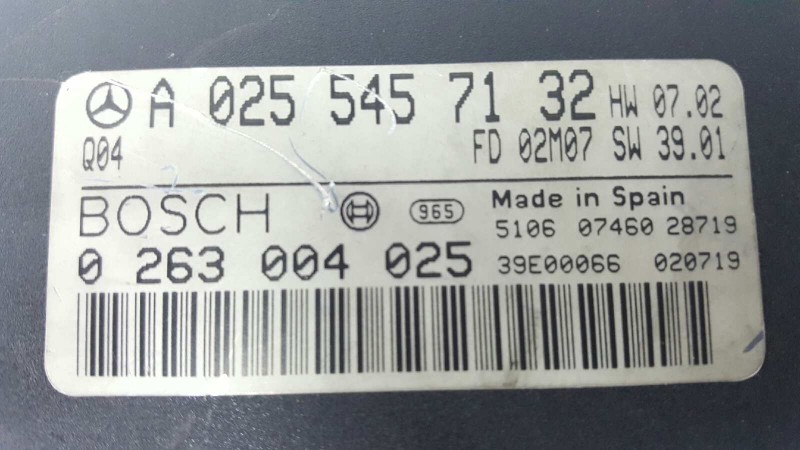 A 025 545 71 32 HW 07.02
Q04 FD 02M07 SW 39.01
BOSCH 965 Made in Spain
5106 07460 28719
0 263 004 025 39E00066 020719